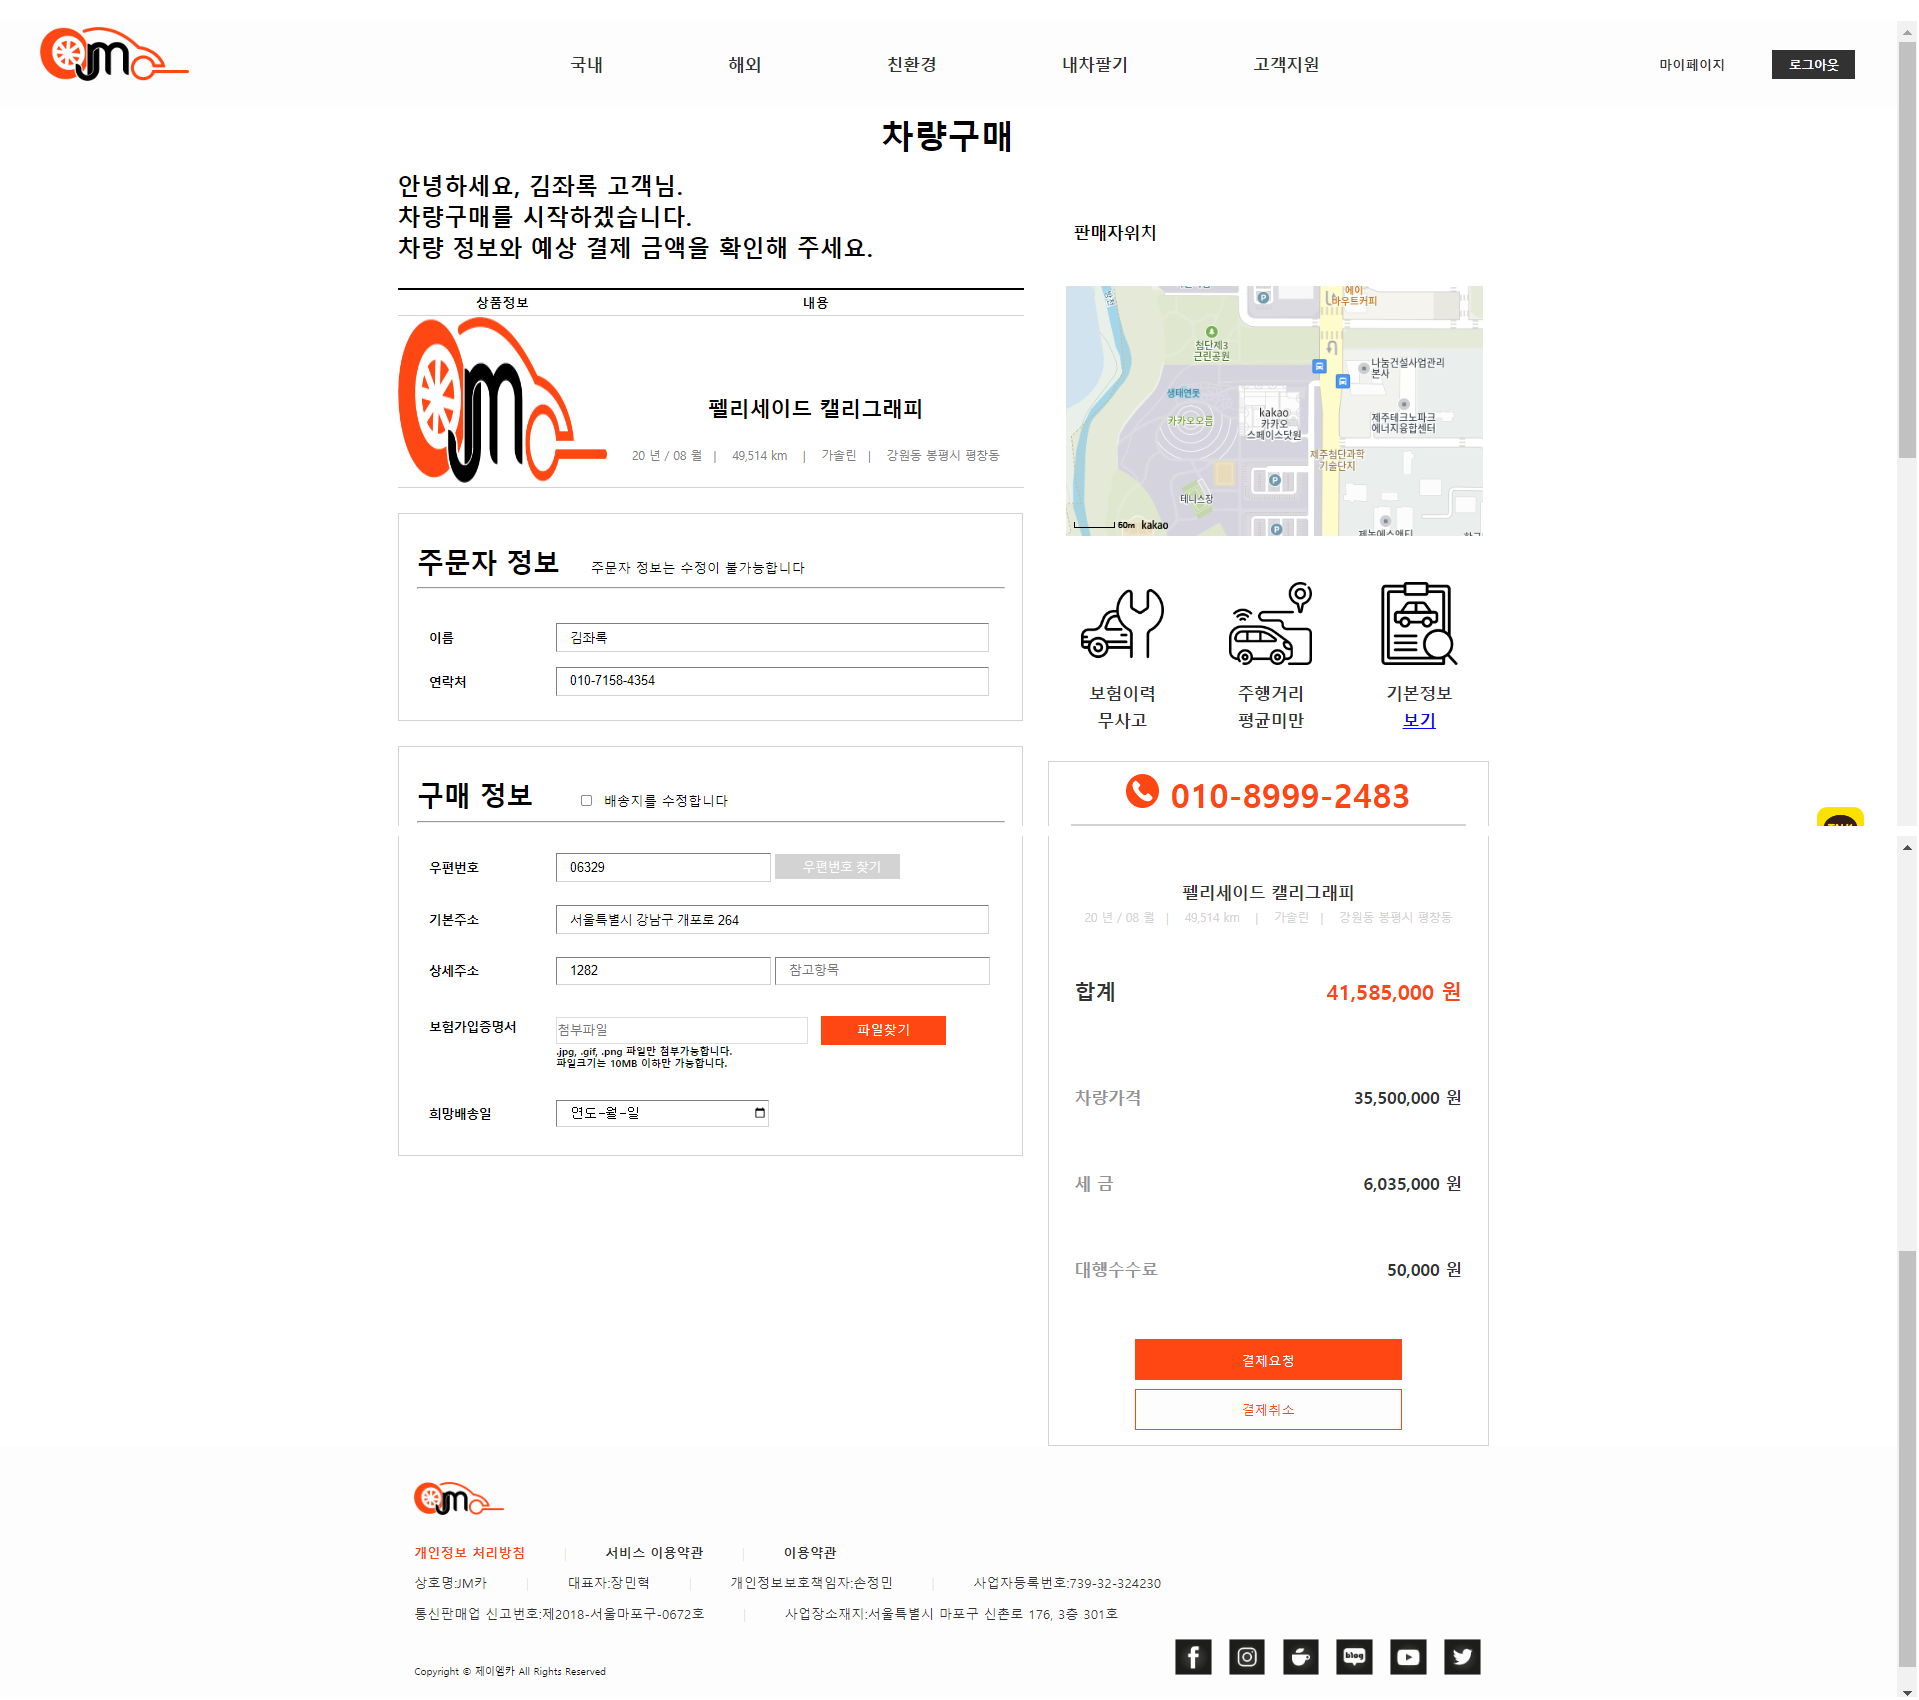 JM
국내
해외
친환경
내차팔기
고객지원
마이페이지
로그아웃
차량구매
안녕하세요, 김좌록 고객님.
차량구매를 시작하겠습니다.
차량 정보와 예상 결제 금액을 확인해 주세요.
상품정보
내용
JM
펠리세이드 캘리그래피
20 년 / 08 월 | 49,514 km | 가솔린 | 강원동 봉평시 평창동
주문자 정보
주문자 정보는 수정이 불가능합니다
이름
김좌록
연락처
010-7158-4354
구매 정보
배송지를 수정합니다
우편번호
06329
우편번호 찾기
기본주소
서울특별시 강남구 개포로 264
상세주소
1282
참고항목
보험가입증명서
첨부파일
파일찾기
.jpg, .gif, .png 파일만 첨부가능합니다.
파일크기는 10MB 이하만 가능합니다.
희망배송일
연도-월-일
판매자위치
에이
바우트커피
P
첨단제3
근린공원
나눔건설사업관리
본사
생태연못
카카오오름
kakao
카카오
스페이스닷원
제주테크노파크
에너지융합센터
제주첨단과학
기술단지
P
테니스장
P
60m kakao
보험이력
무사고
주행거리
평균미만
기본정보
보기
010-8999-2483
펠리세이드 캘리그래피
20 년 / 08 월 | 49,514 km | 가솔린 | 강원동 봉평시 평창동
합계
41,585,000 원
차량가격
35,500,000 원
세 금
6,035,000 원
대행수수료
50,000 원
결제요청
결제취소
JM
개인정보 처리방침 | 서비스 이용약관 | 이용약관
상호명:JM카 | 대표자:장민혁 | 개인정보보호책임자:손정민 | 사업자등록번호:739-32-324230
통신판매업 신고번호:제2018-서울마포구-0672호 | 사업장소재지:서울특별시 마포구 신촌로 176, 3층 301호
blog
Copyright © 제이엠카 All Rights Reserved